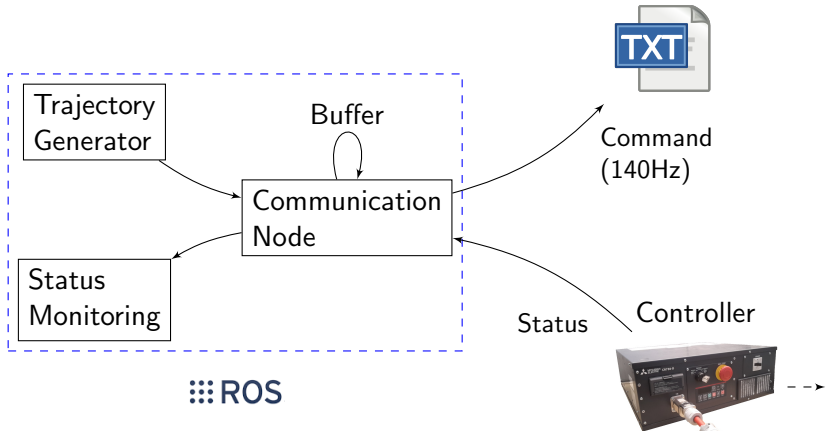 TXT
Trajectory
Generator
Buffer
Command
(140Hz)
Communication
Node
Status
Monitoring
Status
Controller
ROS